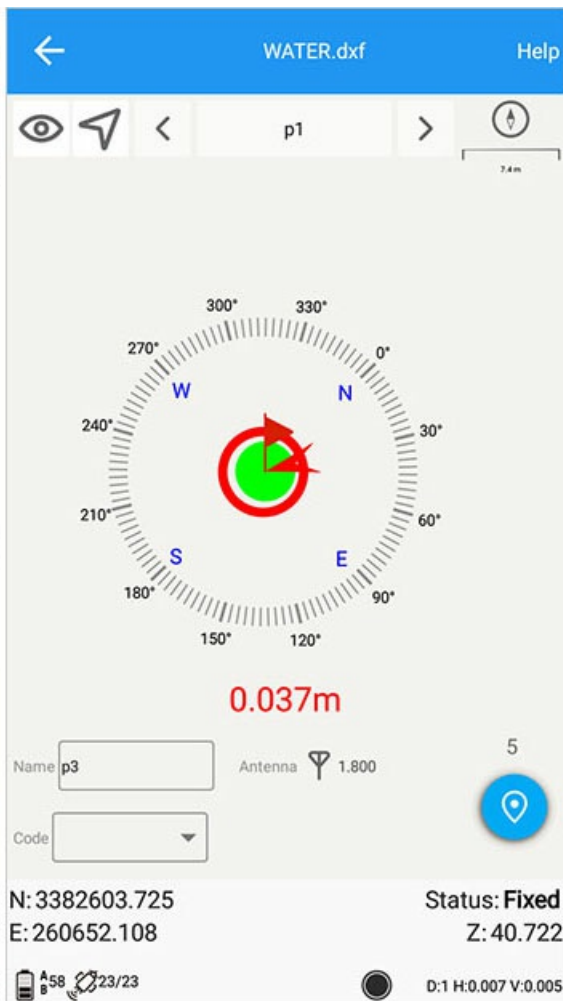 WATER.dxf Help
p1
7.4 m
300° 330°
270° 0°
W N
240° 30°
210° 60°
S E
180° 90°
150° 120°
0.037m
5
Name p3 Antenna 1.800
Code
N: 3382603.725 Status: Fixed
E: 260652.108 Z: 40.722
A 58 23/23 D:1 H:0.007 V:0.005
B